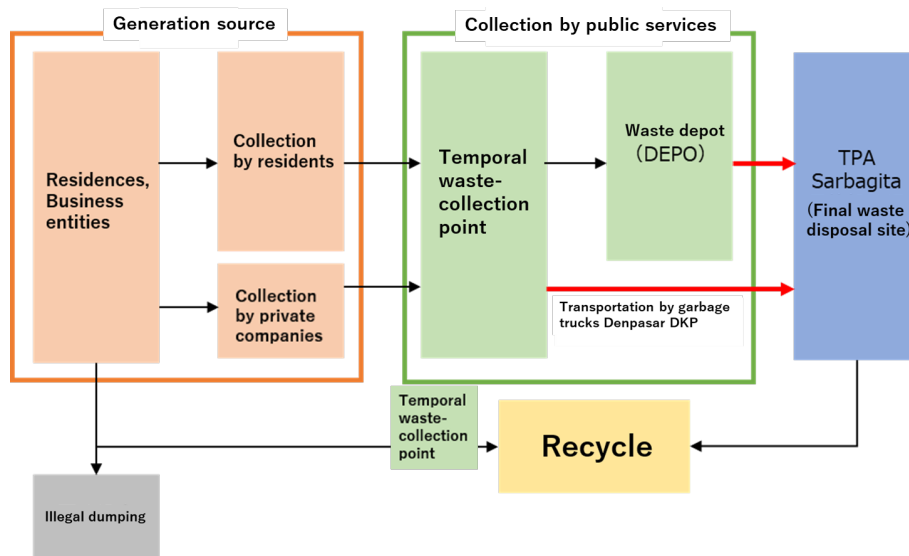 Generation source
Collection by public services
Residences,
Business
entities
Collection
by residents
Collection
by private
companies
Temporal
waste-
collection
point
Waste depot
（DEPO）
Transportation by garbage
trucks Denpasar DKP
TPA
Sarbagita
(Final waste
disposal site)
Temporal
waste-
collection
point
Recycle
Illegal dumping